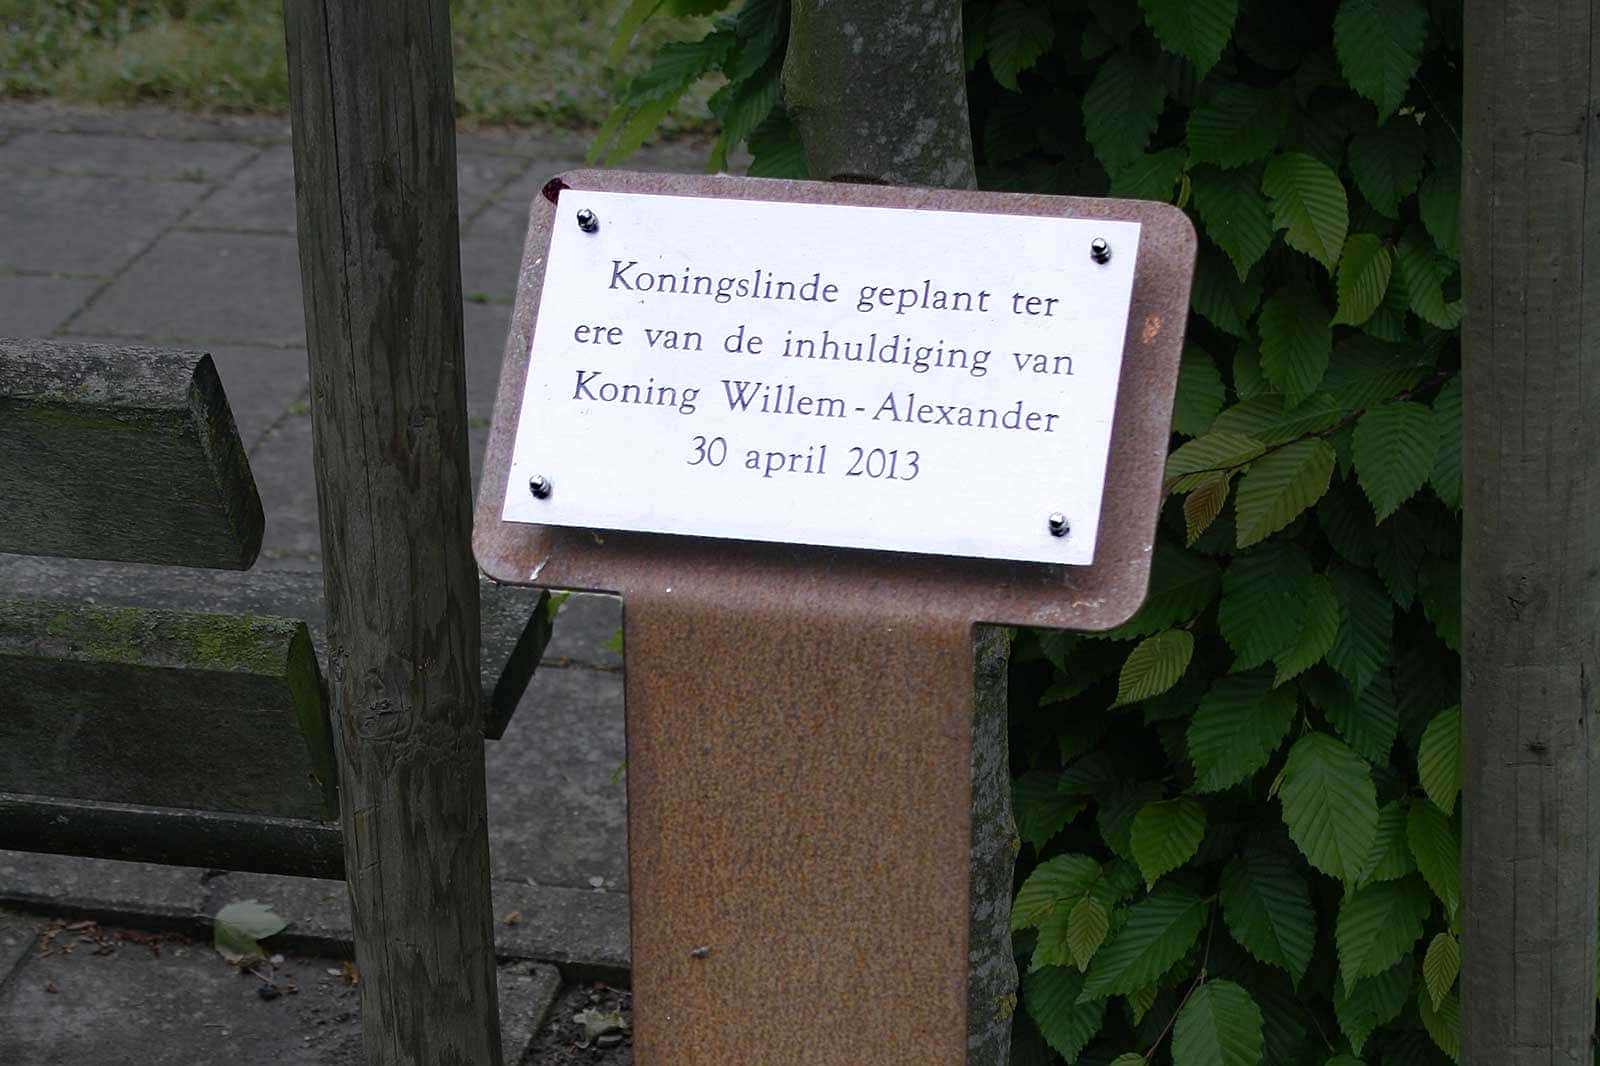 Koningslinde geplant ter
ere van de inhuldiging van
Koning Willem-Alexander
30 april 2013